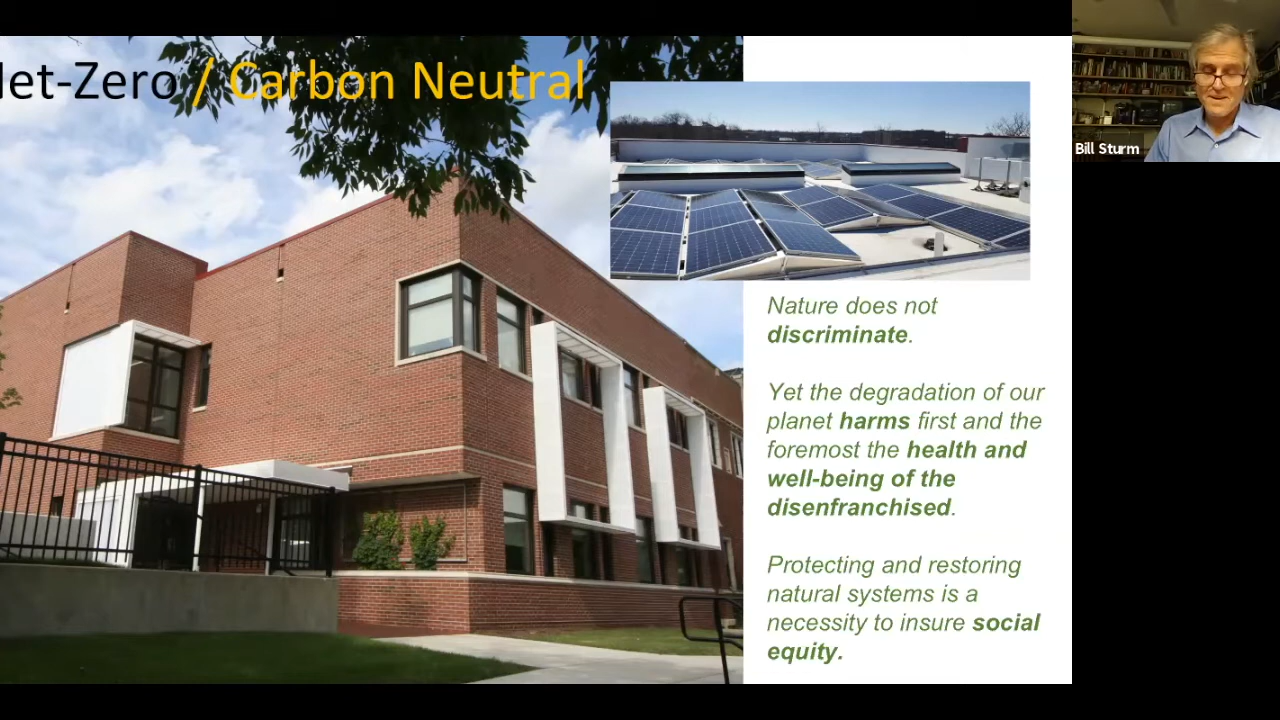 et-Zero / Carbon Neutral
Bill Sturm
Nature does not
discriminate.
Yet the degradation of our
planet harms first and the
foremost the health and
well-being of the
disenfranchised.
Protecting and restoring
natural systems is a
necessity to insure social
equity.